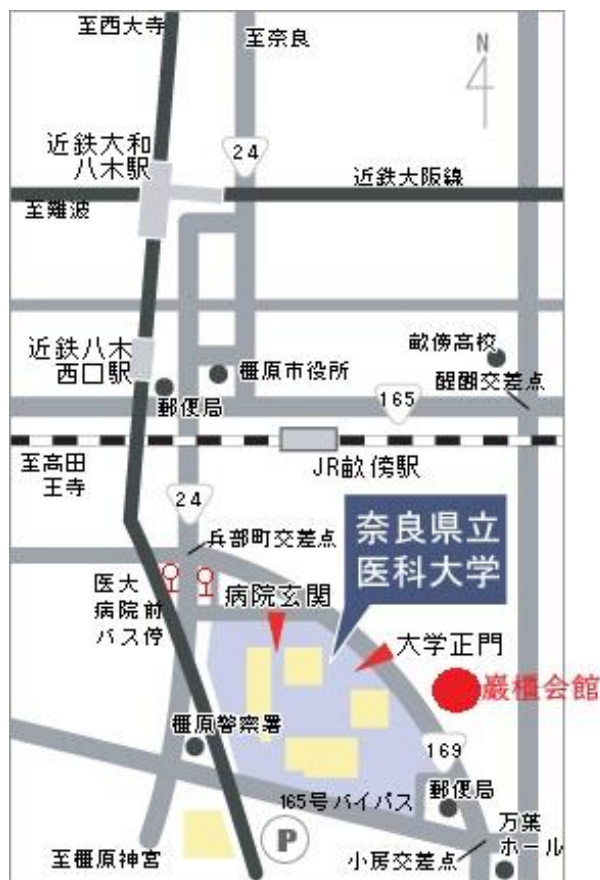 至西大寺
至奈良
N
24
近鉄大和
八木駅
近鉄大阪線
至難波
畝傍高校
近鉄八木
西口駅
橿原市役所
醍醐交差点
165
郵便局
至高田
王寺
JR畝傍駅
24
奈良県立
医科大学
兵部町交差点
医大
病院前
バス停
病院玄関
大学正門
巖橿会館
橿原警察署
169
165号バイパス
郵便局
万葉
ホール
P
至橿原神宮
小房交差点